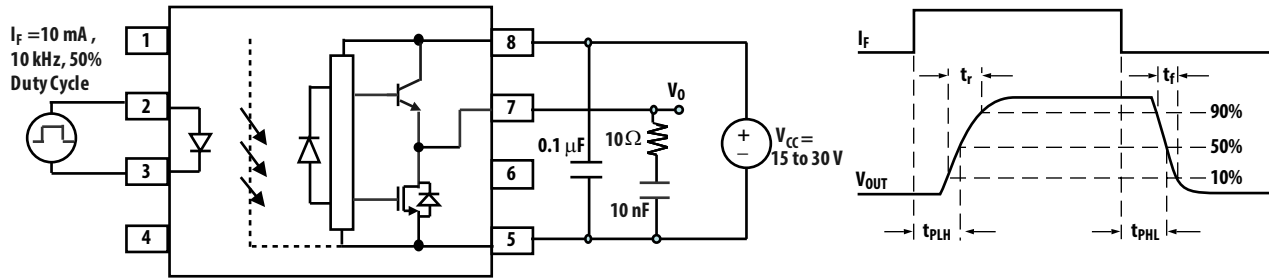 I_F = 10 mA ,
10 kHz, 50%
Duty Cycle
1
2
3
4
8
7
6
5
V_O
0.1 μF
10 Ω
10 nF
+
−
V_CC =
15 to 30 V
I_F
t_r
t_f
90%
50%
10%
V_OUT
t_PLH
t_PHL